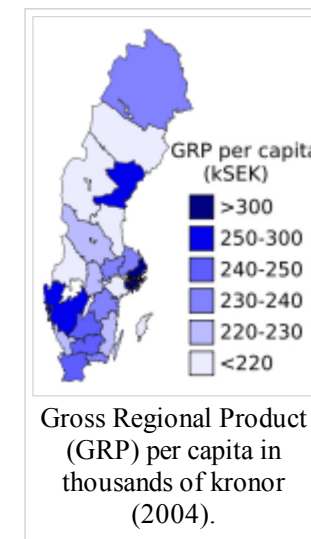 GRP per capita
(kSEK)
>300
250-300
240-250
230-240
220-230
<220
Gross Regional Product
(GRP) per capita in
thousands of kronor
(2004).